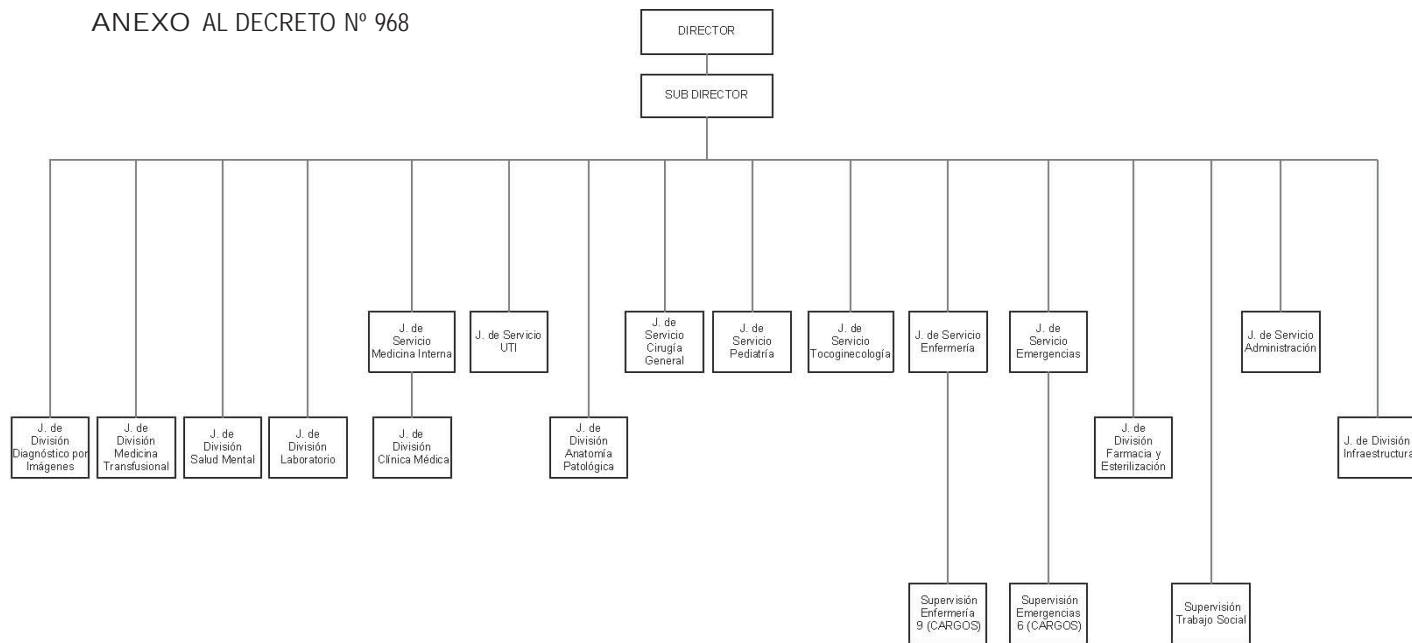 ANEXO AL DECRETO Nº 968
DIRECTOR
SUB DIRECTOR
J. de
Servicio
Medicina Interna
J. de Servicio
UTI
J. de
Servicio
Cirugía
General
J. de
Servicio
Pediatría
J. de
Servicio
Tocoginecología
J. de Servicio
Enfermería
J. de
Servicio
Emergencias
J. de Servicio
Administración
J. de
División
Diagnóstico por
Imágenes
J. de
División
Medicina
Transfusional
J. de
División
Salud Mental
J. de
División
Laboratorio
J. de
División
Clínica Médica
J. de
División
Anatomía
Patológica
J. de
División
Farmacia y
Esterilización
J. de División
Infraestructura
Supervisión
Enfermería
9 (CARGOS)
Supervisión
Emergencias
6 (CARGOS)
Supervisión
Trabajo Social